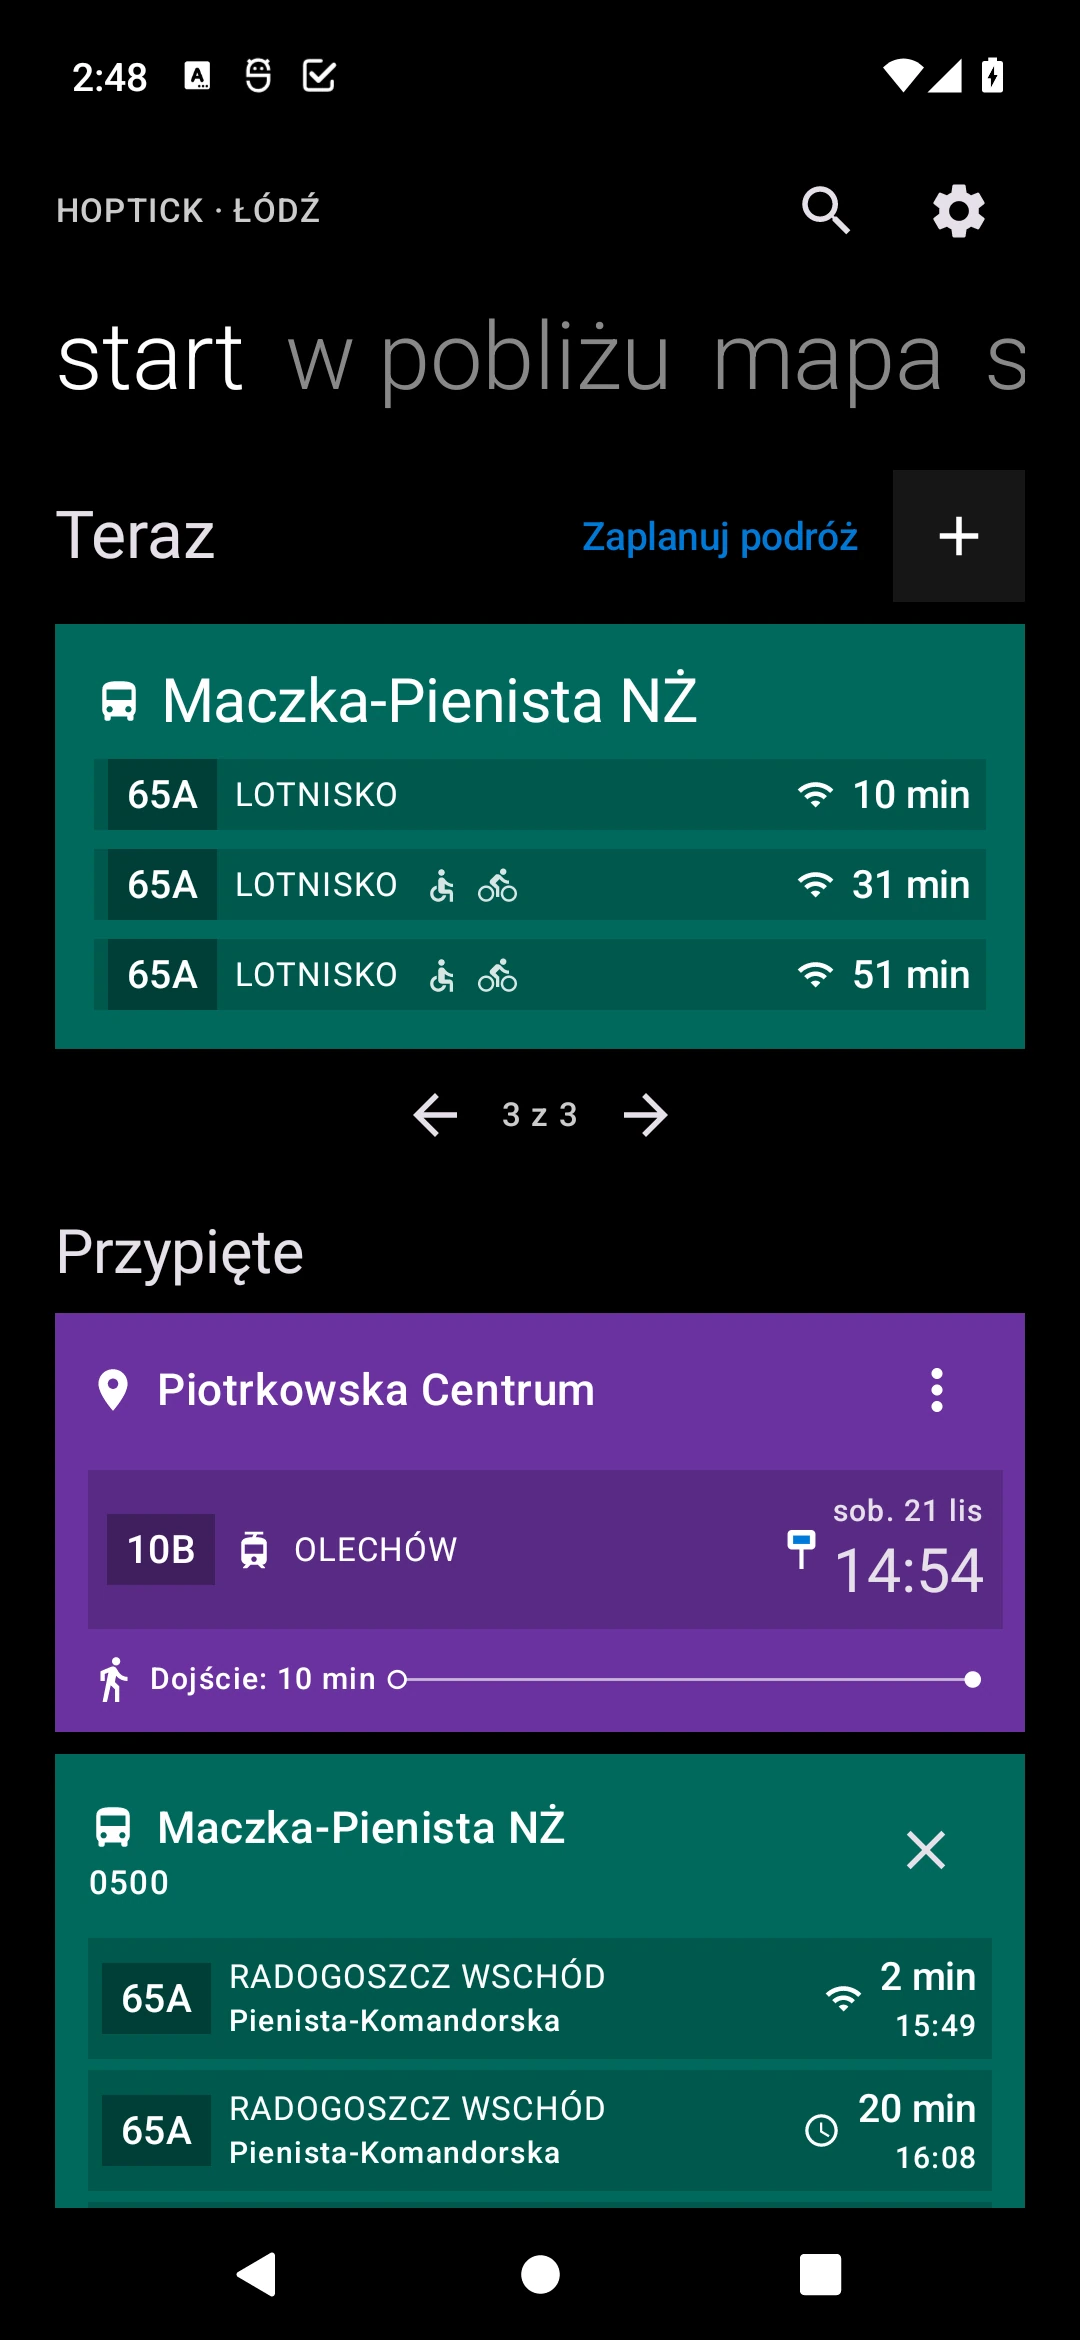 2:48
HOPTICK · ŁÓDŹ
start w pobliżu mapa s
Teraz
Zaplanuj podróż
Maczka-Pienista NŻ
65A LOTNISKO 10 min
65A LOTNISKO 31 min
65A LOTNISKO 51 min
3 z 3
Przypięte
Piotrkowska Centrum
sob. 21 lis
10B OLECHÓW 14:54
Dojście: 10 min
Maczka-Pienista NŻ
0500
65A RADOGOSZCZ WSCHÓD 2 min
Pienista-Komandorska 15:49
65A RADOGOSZCZ WSCHÓD 20 min
Pienista-Komandorska 16:08